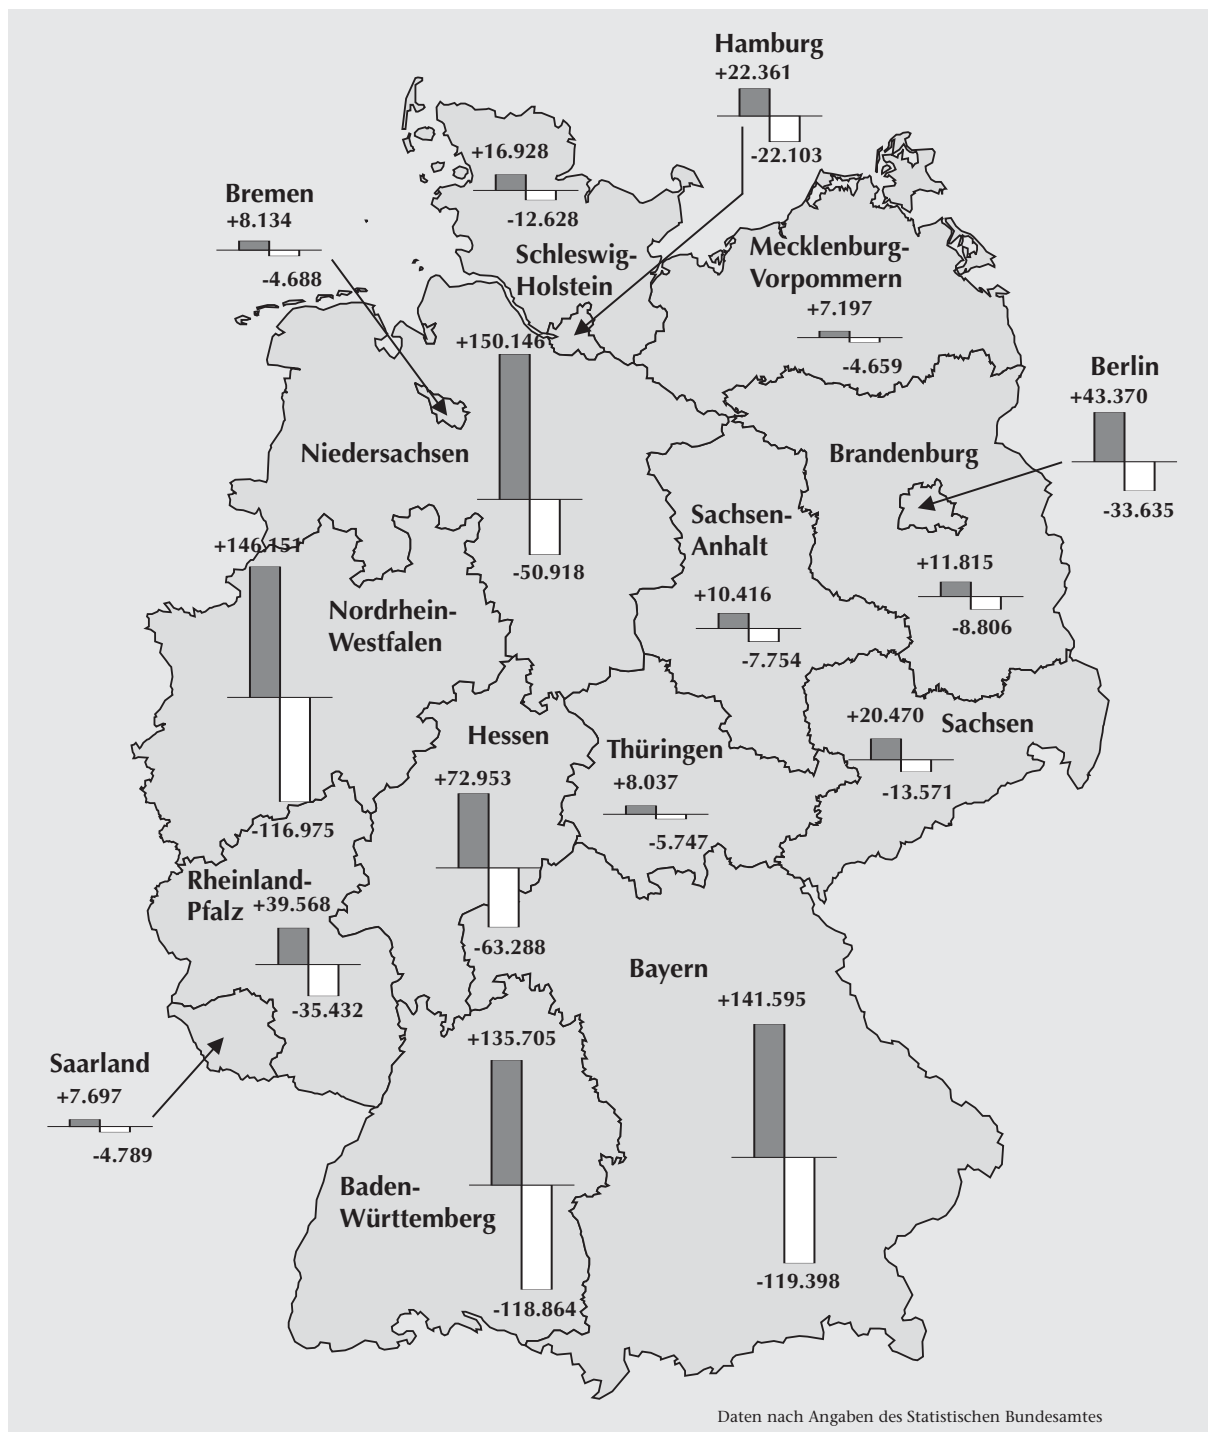 Hamburg
+22.361
-22.103
+16.928
-12.628
Schleswig-
Holstein
Bremen
+8.134
-4.688
Mecklenburg-
Vorpommern
+7.197
-4.659
+150.146
Niedersachsen
-50.918
Berlin
+43.370
-33.635
Brandenburg
+11.815
-8.806
Sachsen-
Anhalt
+10.416
-7.754
+146.151
Nordrhein-
Westfalen
-116.975
Hessen
+72.953
-63.288
Thüringen
+8.037
-5.747
+20.470
Sachsen
-13.571
Rheinland-
Pfalz
+39.568
-35.432
Bayern
+141.595
-119.398
Saarland
+7.697
-4.789
+135.705
Baden-
Württemberg
-118.864
Daten nach Angaben des Statistischen Bundesamtes